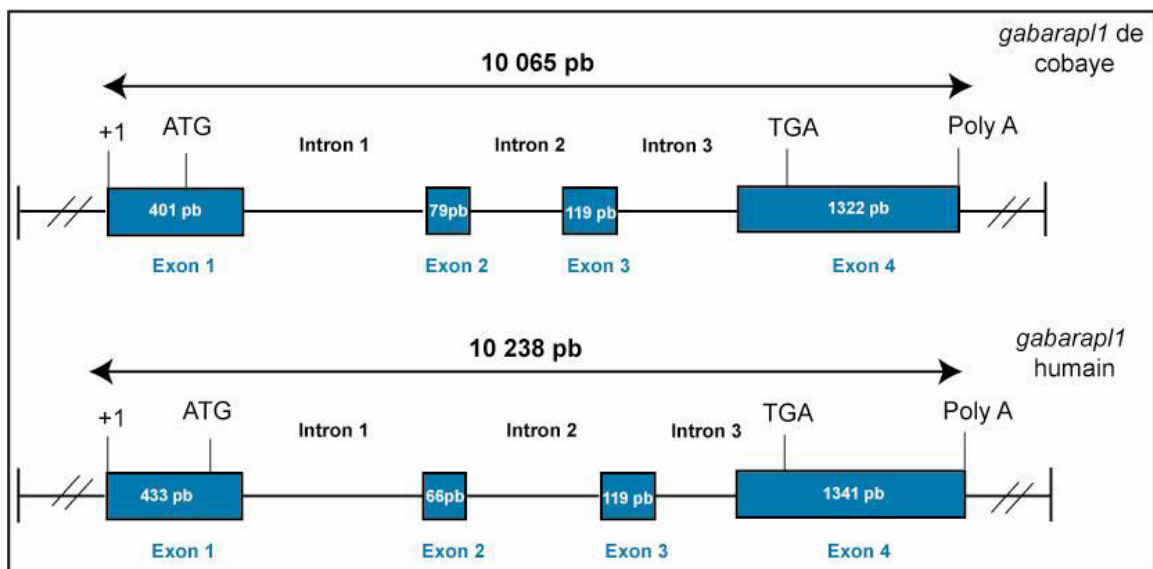 gabarapl1 de
cobaye
10 065 pb
+1
ATG
Intron 1
Intron 2
Intron 3
TGA
Poly A
401 pb
79pb
119 pb
1322 pb
Exon 1
Exon 2
Exon 3
Exon 4
gabarapl1
humain
10 238 pb
+1
ATG
Intron 1
Intron 2
Intron 3
TGA
Poly A
433 pb
66pb
119 pb
1341 pb
Exon 1
Exon 2
Exon 3
Exon 4